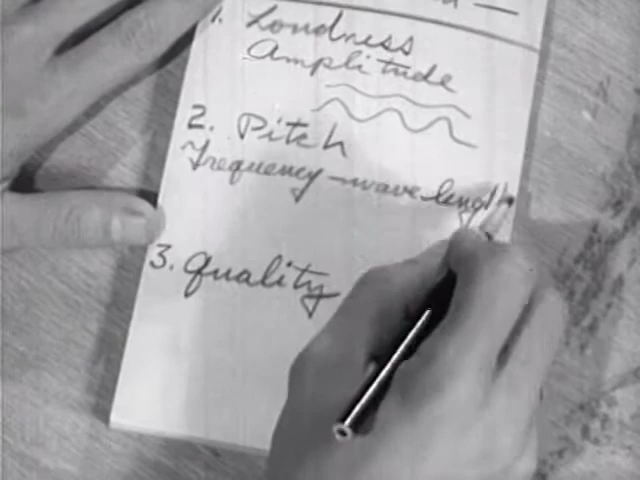 1. Loudness
Amplitude
2. Pitch
Frequency - wave length
3. Quality